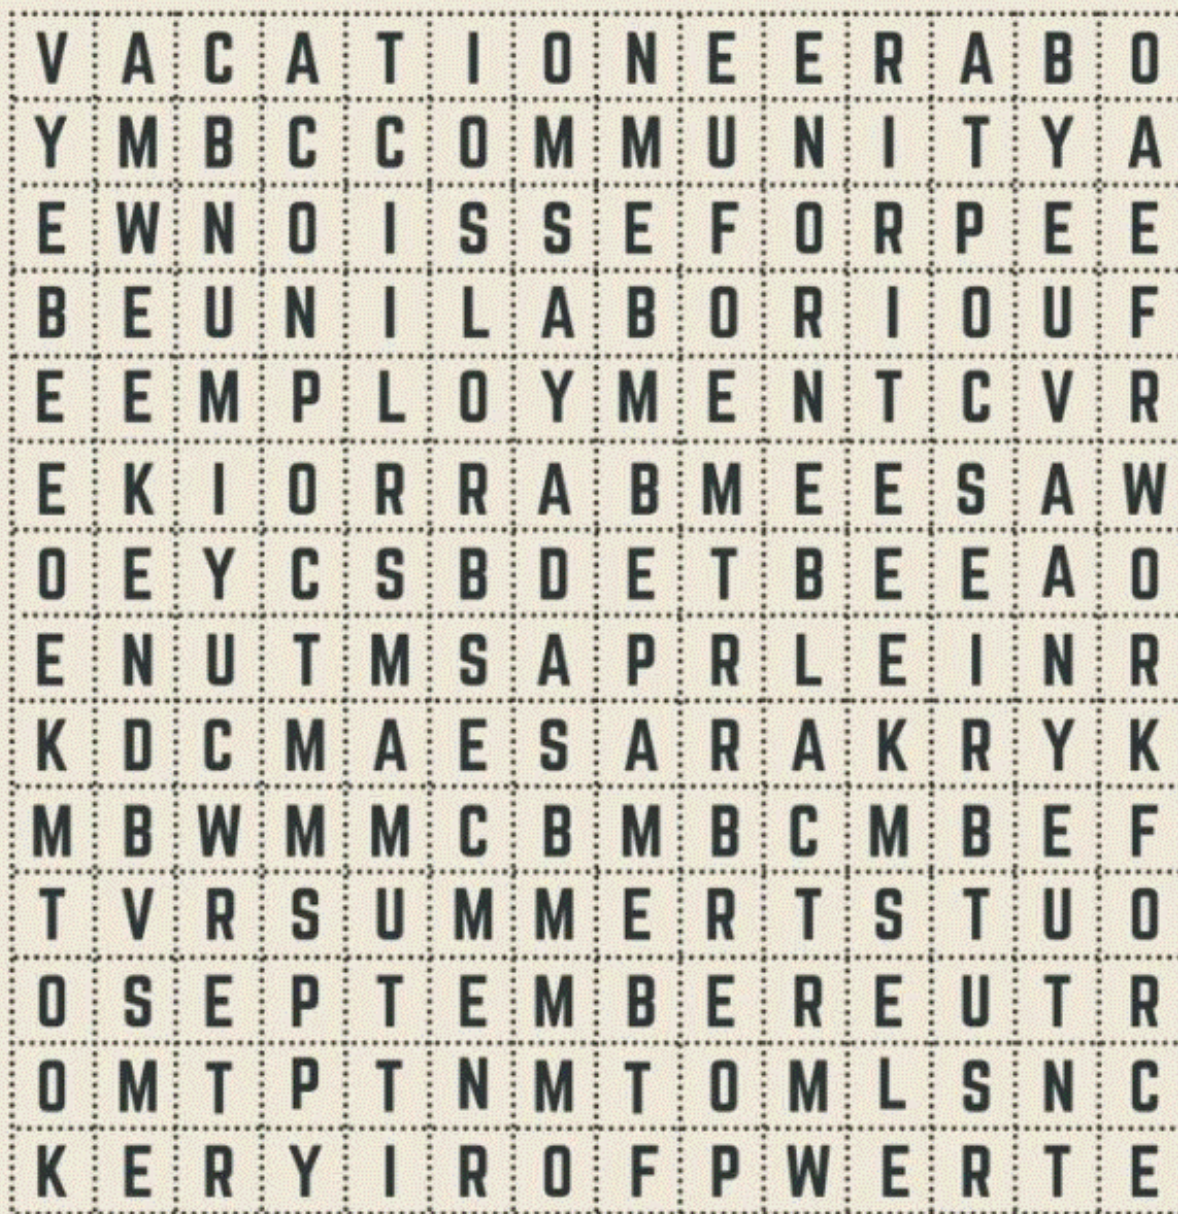 V A C A T I O N E E R A B O
Y M B C C O M M U N I T Y A
E W N O I S S E F O R P E E
B E U N I L A B O R I O U F
E E M P L O Y M E N T C V R
E K I O R R A B M E E S A W
O E Y C S B D E T B E E A O
E N U T M S A P R L E I N R
K D C M A E S A R A K R Y K
M B W M M C B M B C M B E F
T V R S U M M E R T S T U O
O S E P T E M B E R E U T R
O M T P T N M T O M L S N C
K E R Y I R O F P W E R T E